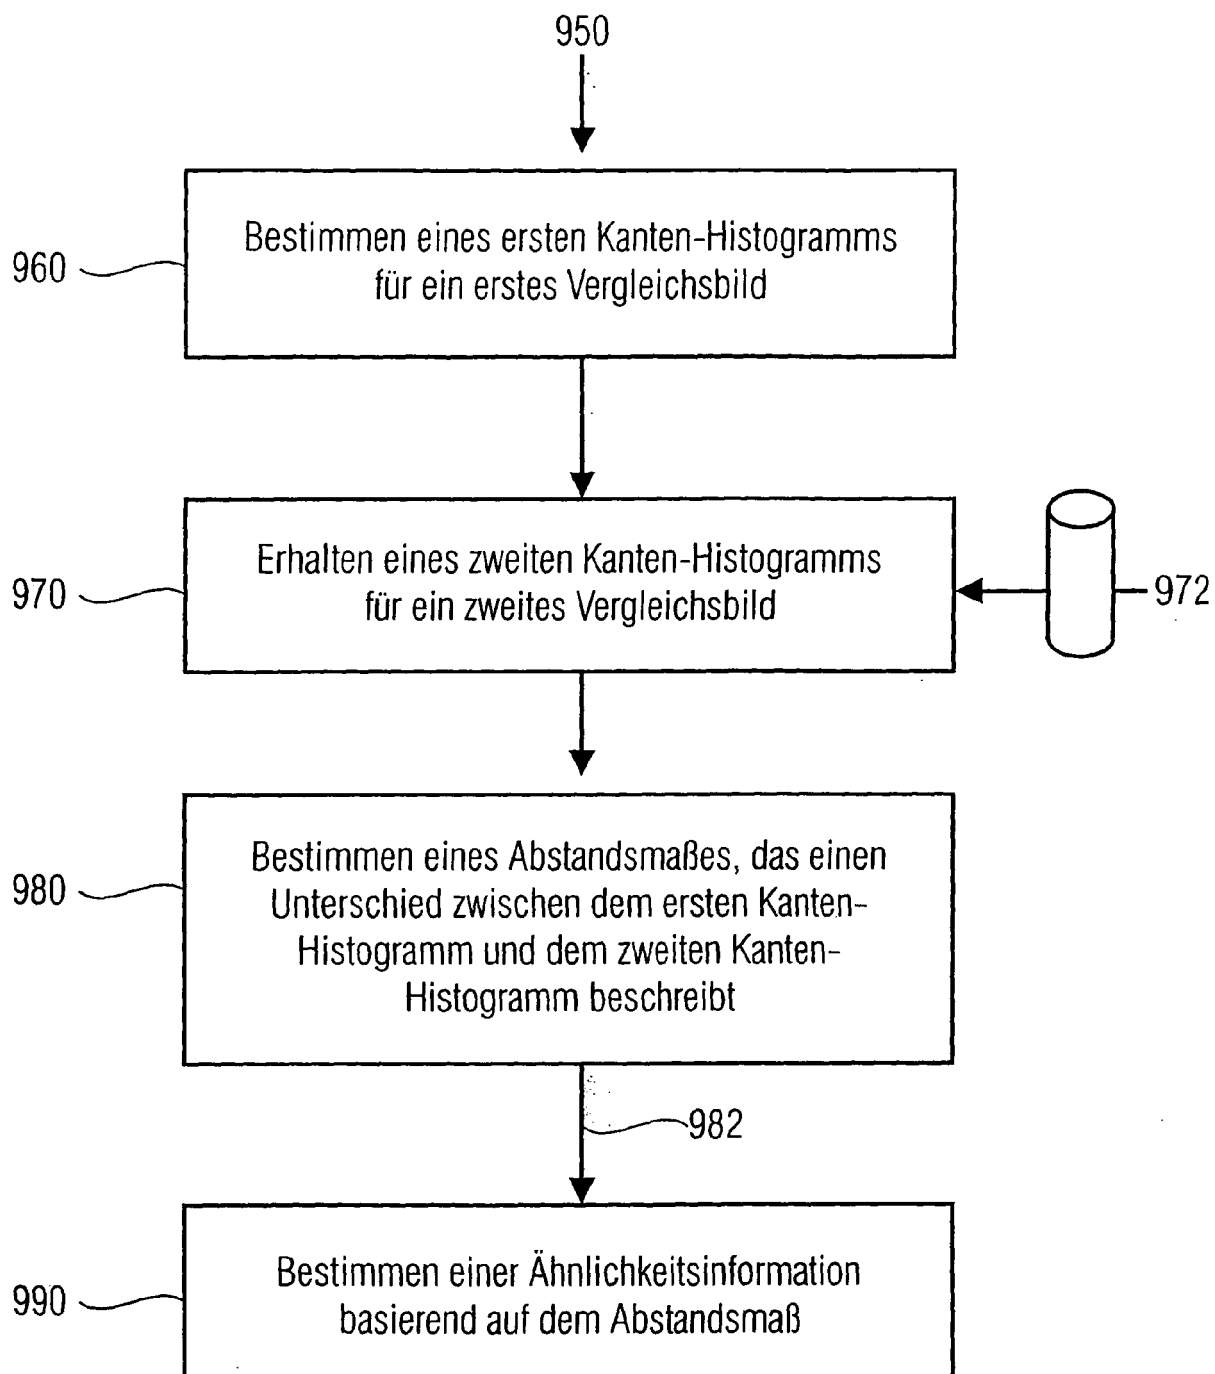 950
960
Bestimmen eines ersten Kanten-Histogramms
für ein erstes Vergleichsbild
970
Erhalten eines zweiten Kanten-Histogramms
für ein zweites Vergleichsbild
972
980
Bestimmen eines Abstandsmaßes, das einen
Unterschied zwischen dem ersten Kanten-
Histogramm und dem zweiten Kanten-
Histogramm beschreibt
982
990
Bestimmen einer Ähnlichkeitsinformation
basierend auf dem Abstandsmaß